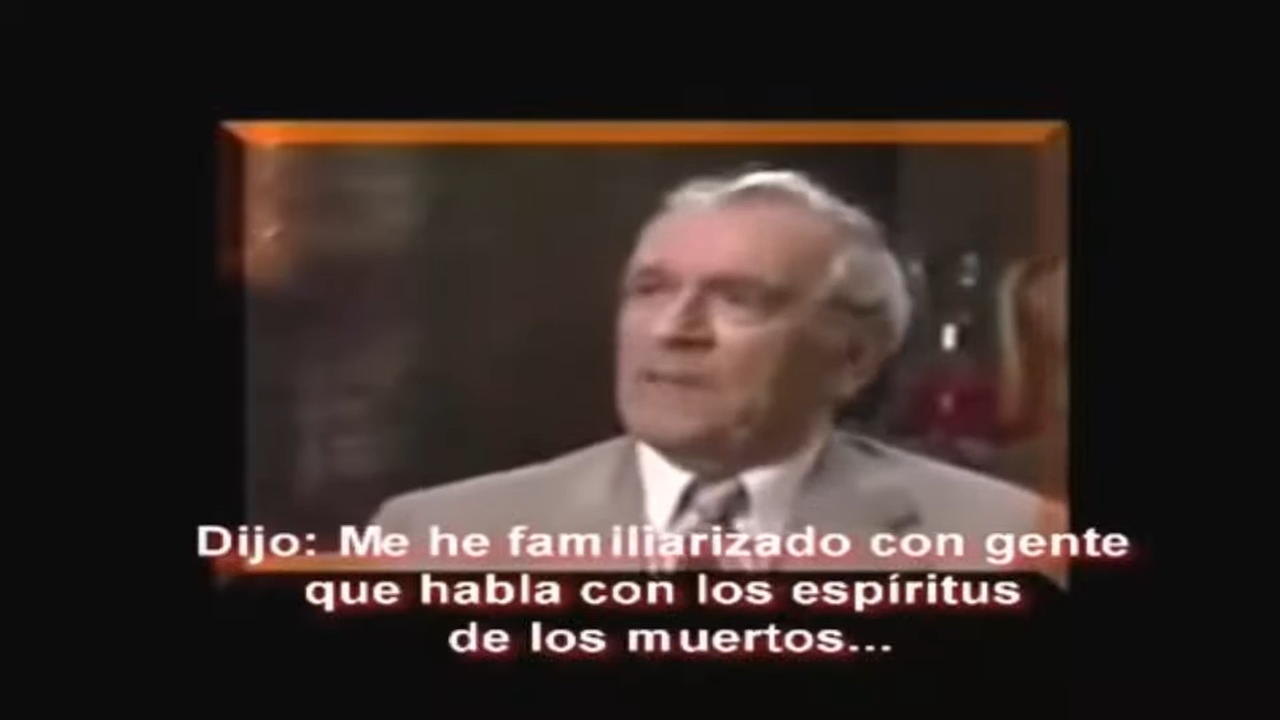 Dijo: Me he familiarizado con gente
que habla con los espíritus
de los muertos...